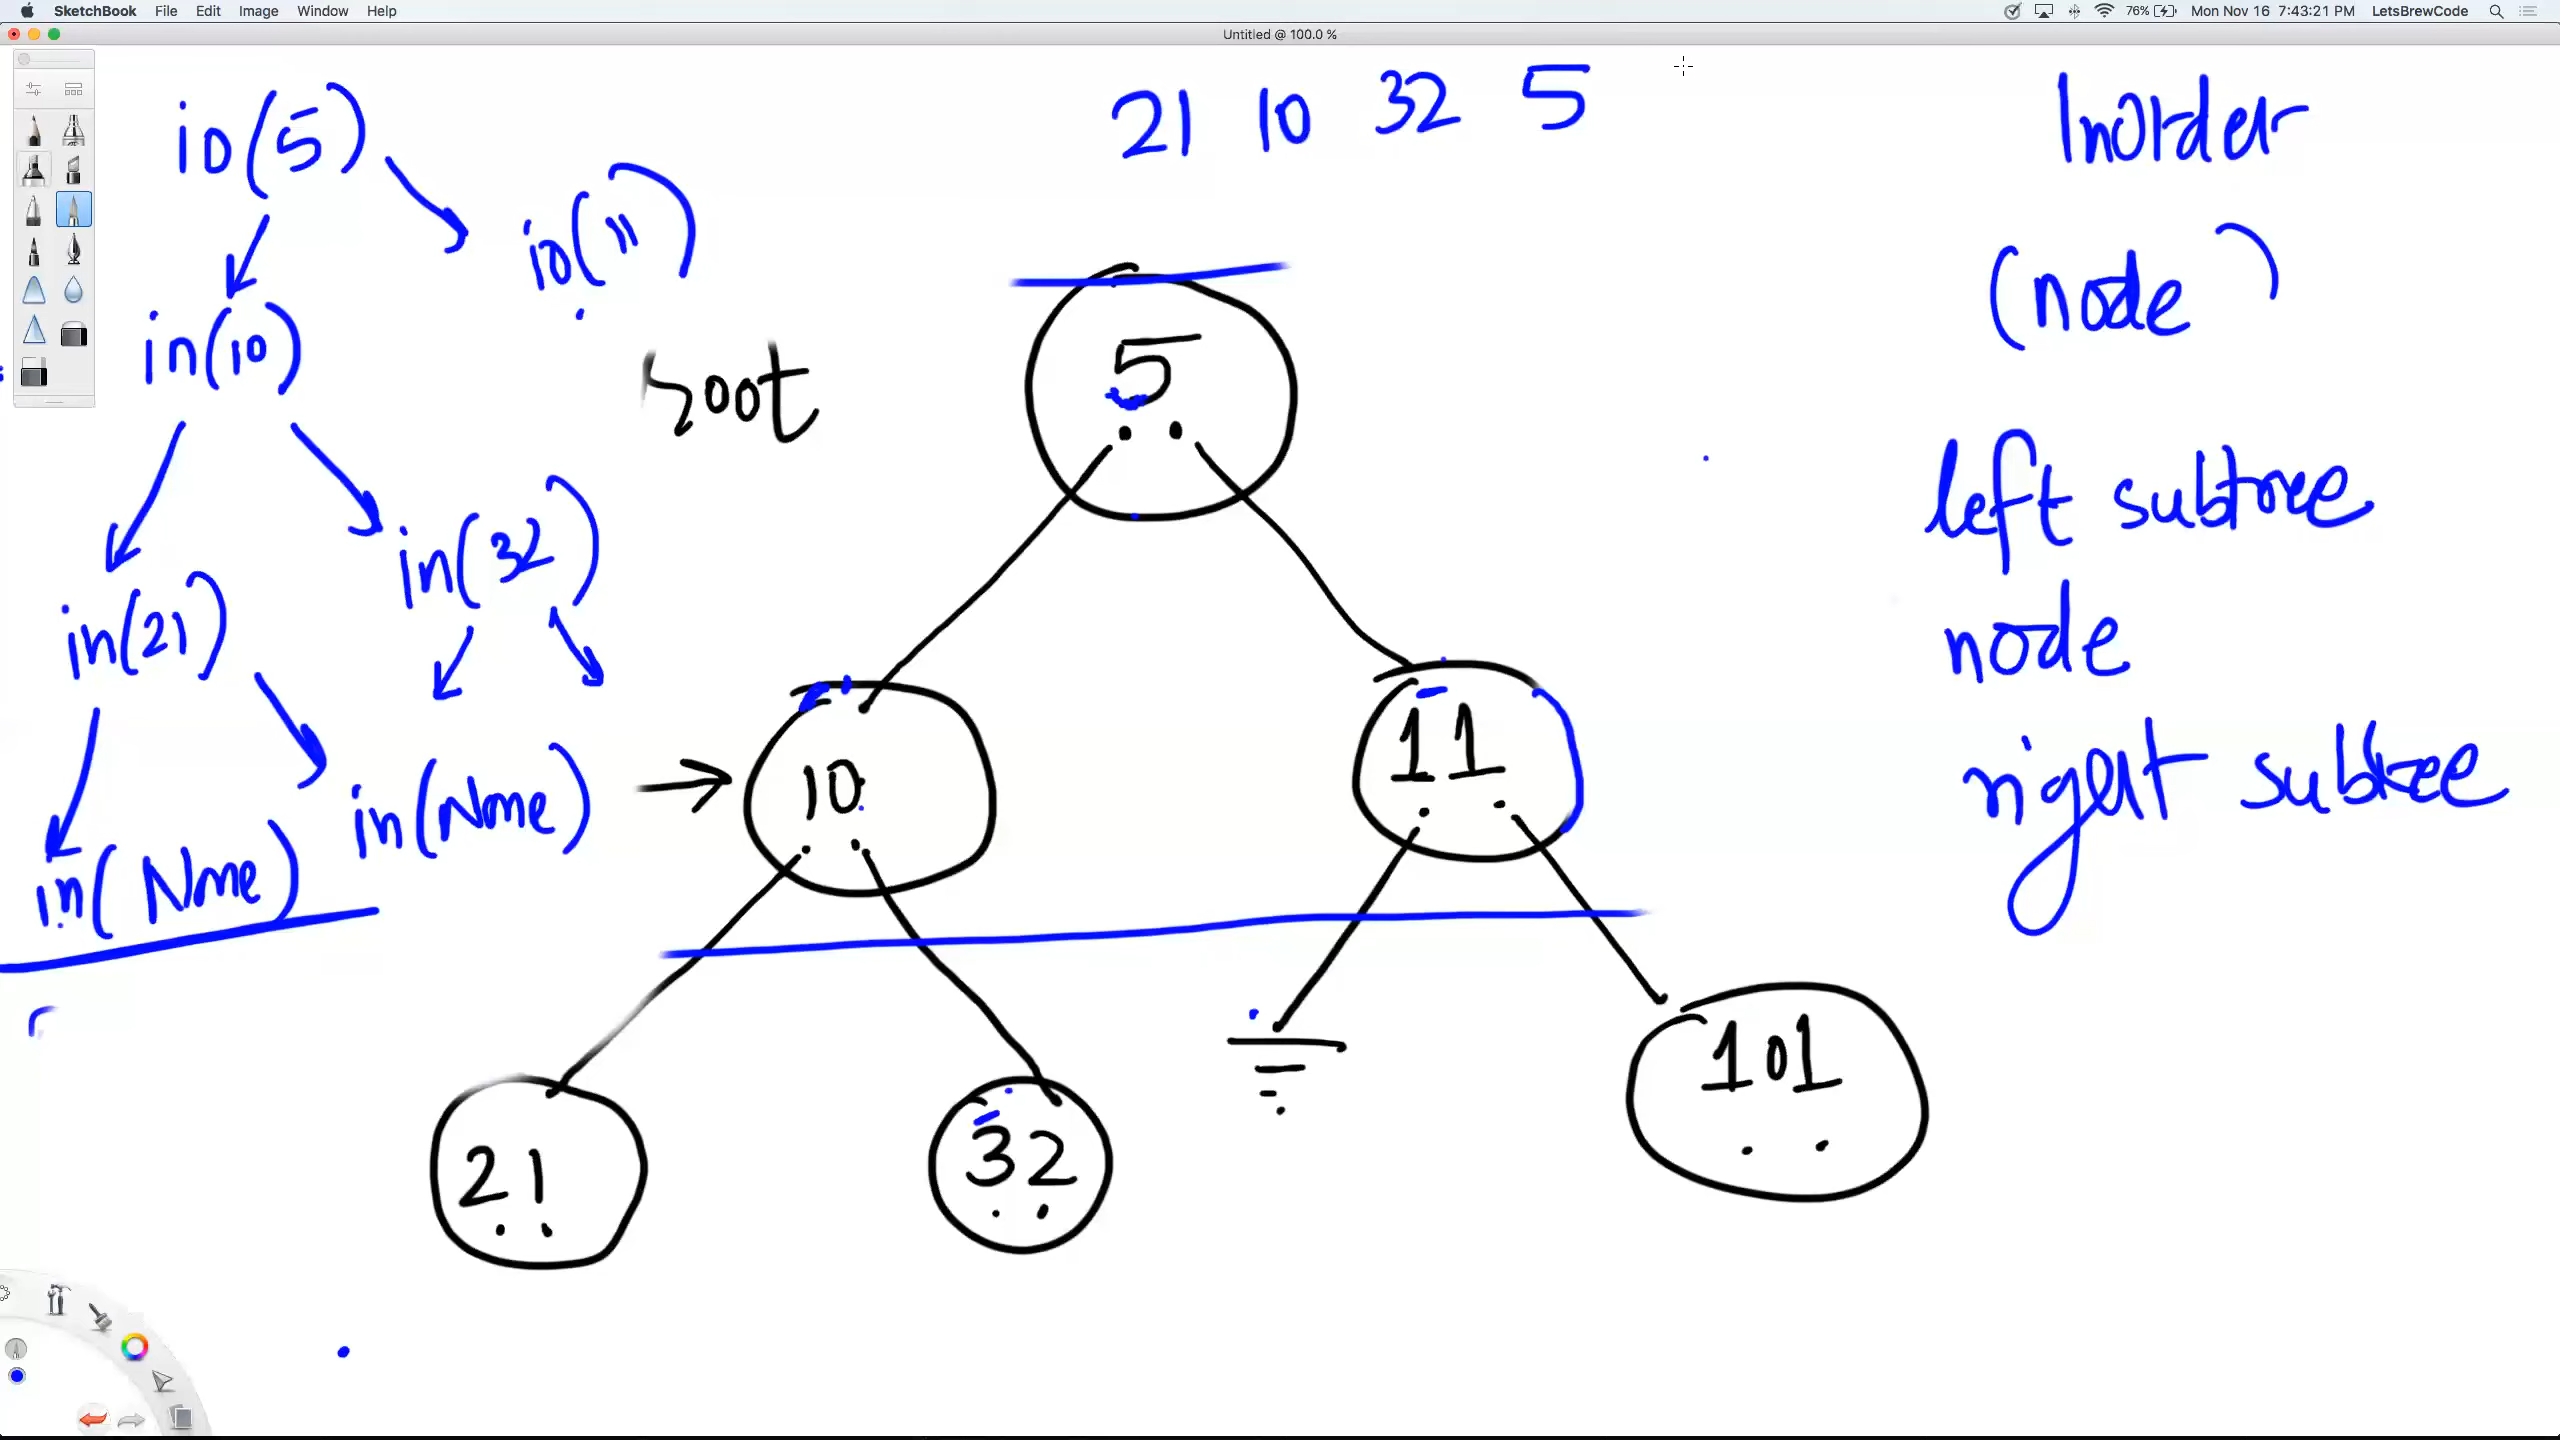 SketchBook File Edit Image Window Help 76% Mon Nov 16 7:43:21 PM LetsBrewCode
Untitled @ 100.0 %
21 10 32 5
Inorder
(node)
left subtree
node
right subtree
io(5)
io(11)
in(10)
in(32)
in(21)
in(None)
in(None)
root
5
10
11
21
32
101